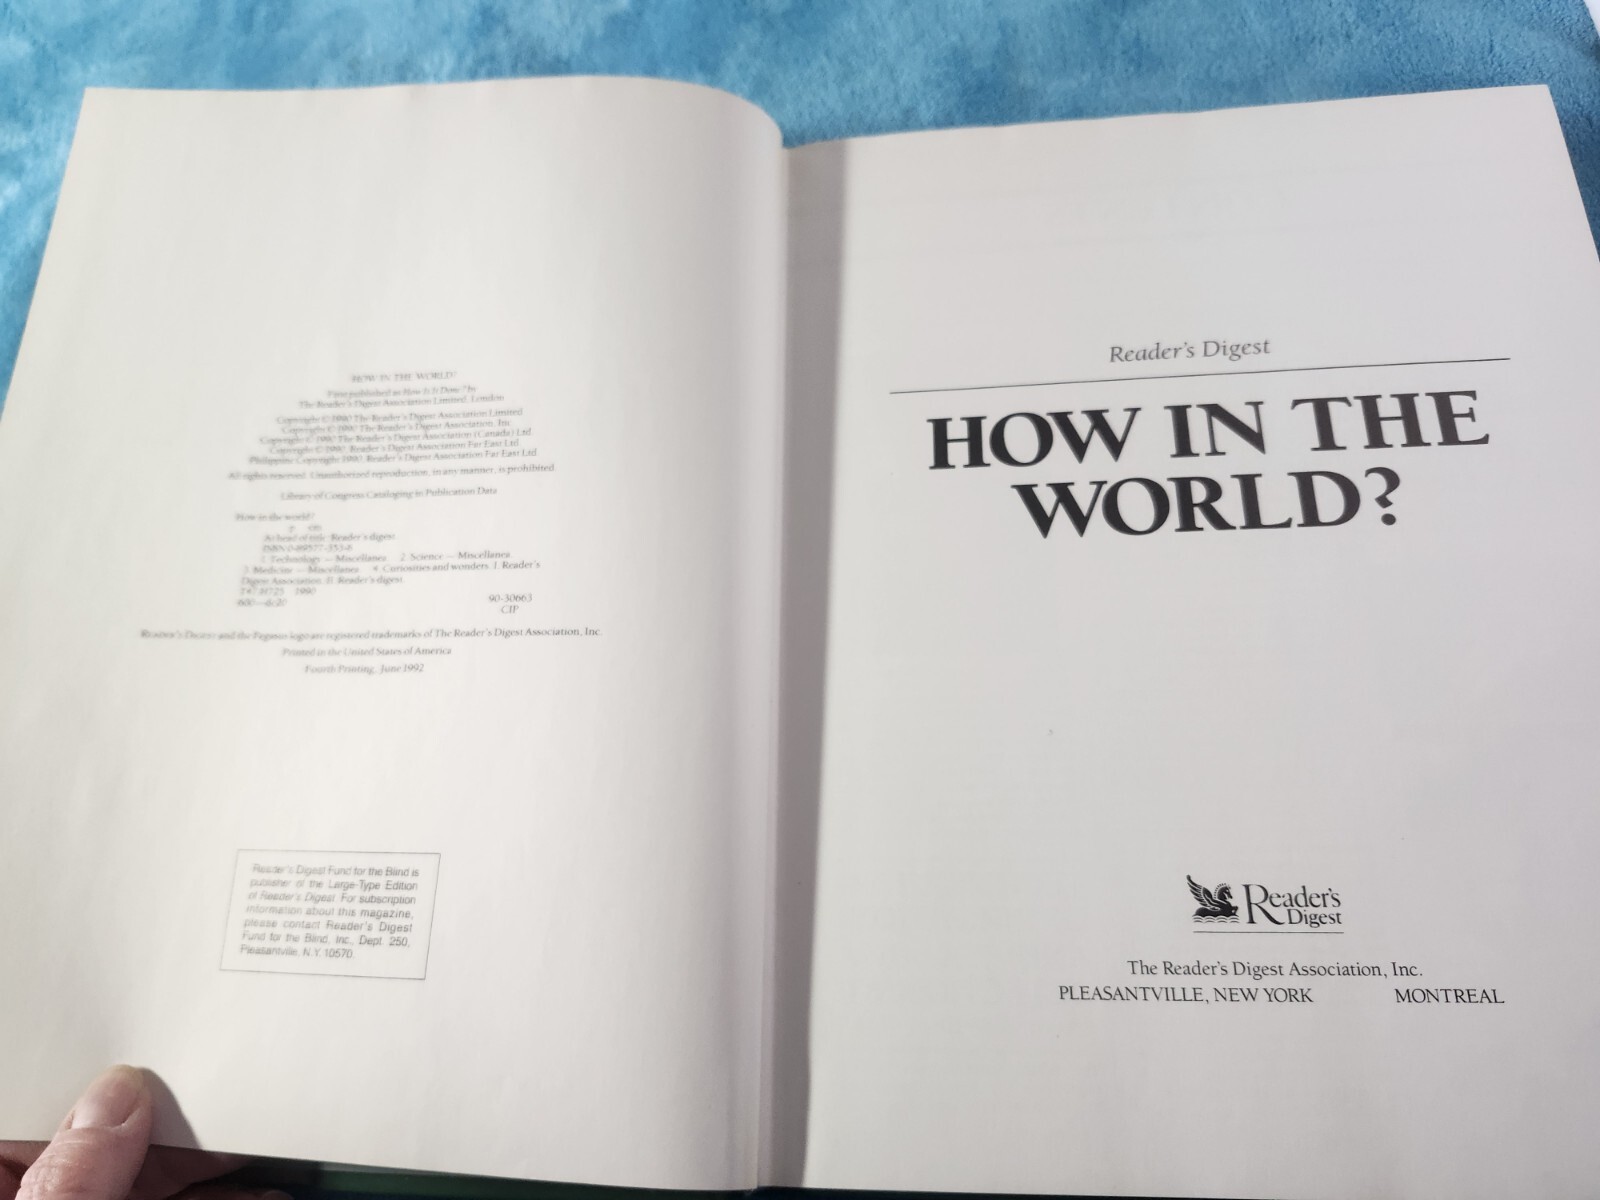 HOW IN THE WORLD?
First published as How Is It Done? by
The Reader's Digest Association Limited, London
Copyright © 1990 The Reader's Digest Association Limited
Copyright © 1990 The Reader's Digest Association, Inc.
Copyright © 1990 The Reader's Digest Association (Canada) Ltd.
Copyright © 1990 Reader's Digest Association Far East Ltd.
Philippine Copyright 1990 Reader's Digest Association Far East Ltd.
All rights reserved. Unauthorized reproduction, in any manner, is prohibited.
Library of Congress Cataloging in Publication Data
How in the world?
p. cm.
At head of title: Reader's digest.
ISBN 0-89577-353-8
1. Technology — Miscellanea. 2. Science — Miscellanea.
3. Medicine — Miscellanea. 4. Curiosities and wonders. I. Reader's
Digest Association. II. Reader's digest.
1990
600—dc20
90-30663
CIP
READER'S DIGEST and the Pegasus logo are registered trademarks of The Reader's Digest Association, Inc.
Printed in the United States of America
Fourth Printing, June 1992
Reader's Digest Fund for the Blind is
publisher of the Large-Type Edition
of Reader's Digest. For subscription
information about this magazine,
please contact Reader's Digest
Fund for the Blind, Inc., Dept. 250,
Pleasantville, N.Y. 10570.
Reader's Digest
HOW IN THE
WORLD?
Reader's
Digest
The Reader's Digest Association, Inc.
PLEASANTVILLE, NEW YORK MONTREAL